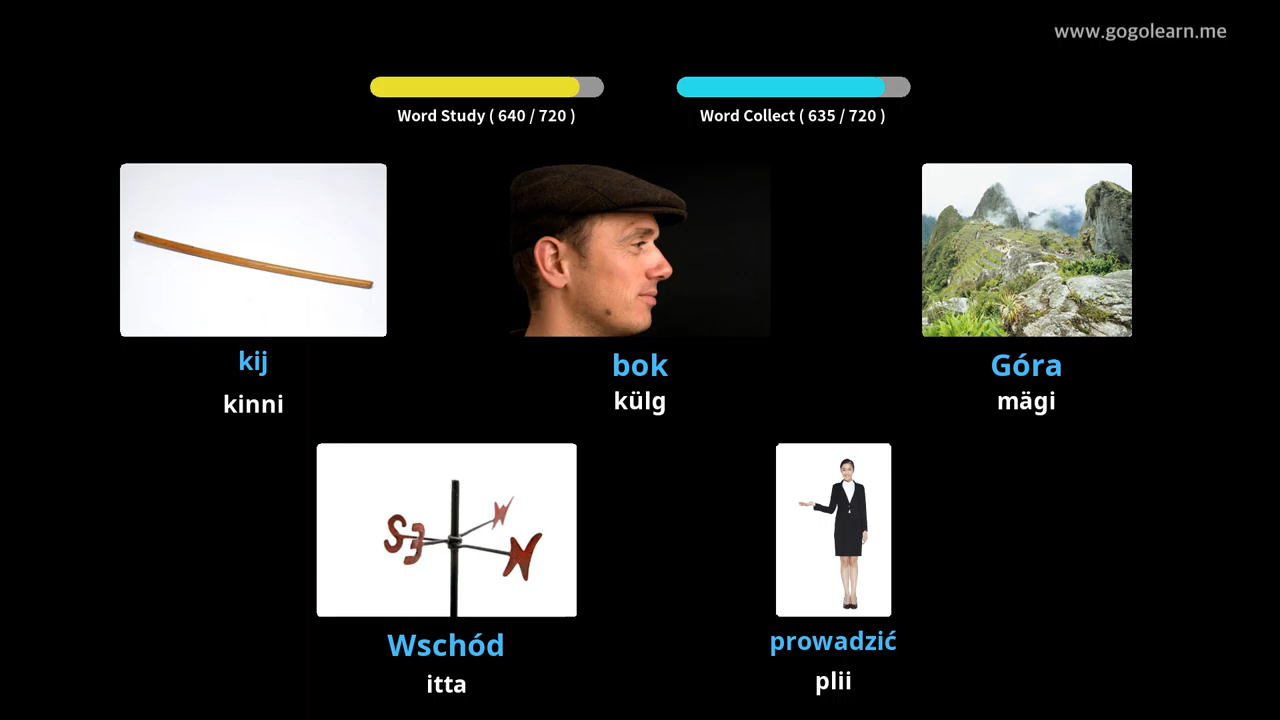 www.gogolearn.me
Word Study ( 640 / 720 )
Word Collect ( 635 / 720 )
kij
kinni
bok
külg
Góra
mägi
Wschód
itta
prowadzić
plii